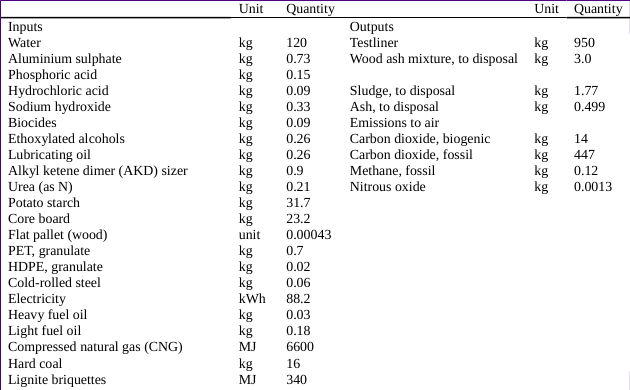 Unit Quantity Unit Quantity
Inputs Outputs
Water kg 120 Testliner kg 950
Aluminium sulphate kg 0.73 Wood ash mixture, to disposal kg 3.0
Phosphoric acid kg 0.15
Hydrochloric acid kg 0.09 Sludge, to disposal kg 1.77
Sodium hydroxide kg 0.33 Ash, to disposal kg 0.499
Biocides kg 0.09 Emissions to air
Ethoxylated alcohols kg 0.26 Carbon dioxide, biogenic kg 14
Lubricating oil kg 0.26 Carbon dioxide, fossil kg 447
Alkyl ketene dimer (AKD) sizer kg 0.9 Methane, fossil kg 0.12
Urea (as N) kg 0.21 Nitrous oxide kg 0.0013
Potato starch kg 31.7
Core board kg 23.2
Flat pallet (wood) unit 0.00043
PET, granulate kg 0.7
HDPE, granulate kg 0.02
Cold-rolled steel kg 0.06
Electricity kWh 88.2
Heavy fuel oil kg 0.03
Light fuel oil kg 0.18
Compressed natural gas (CNG) MJ 6600
Hard coal kg 16
Lignite briquettes MJ 340